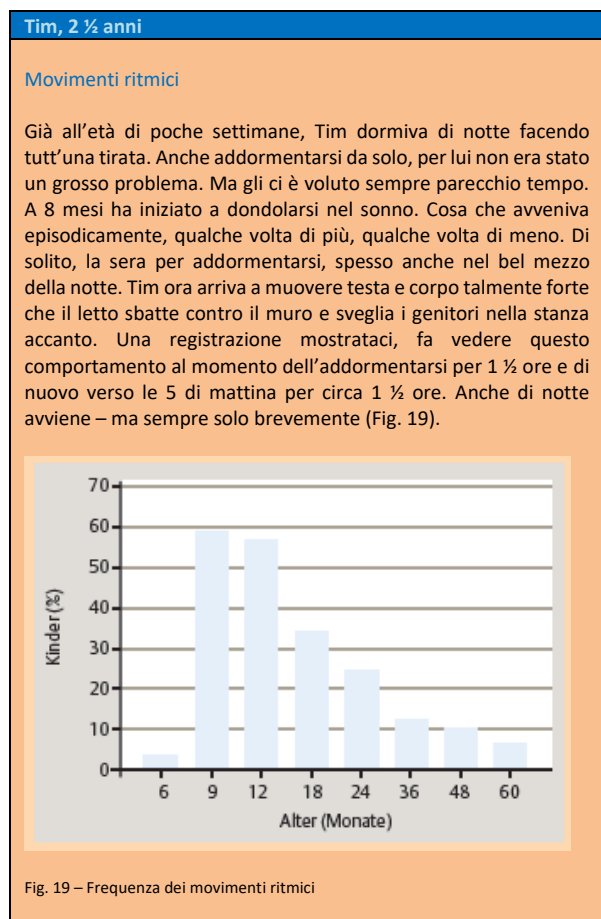 Tim, 2 ½ anni
Movimenti ritmici
Già all’età di poche settimane, Tim dormiva di notte facendo
tutt’una tirata. Anche addormentarsi da solo, per lui non era stato
un grosso problema. Ma gli ci è voluto sempre parecchio tempo.
A 8 mesi ha iniziato a dondolarsi nel sonno. Cosa che avveniva
episodicamente, qualche volta di più, qualche volta di meno. Di
solito, la sera per addormentarsi, spesso anche nel bel mezzo
della notte. Tim ora arriva a muovere testa e corpo talmente forte
che il letto sbatte contro il muro e sveglia i genitori nella stanza
accanto. Una registrazione mostrataci, fa vedere questo
comportamento al momento dell’addormentarsi per 1 ½ ore e di
nuovo verso le 5 di mattina per circa 1 ½ ore. Anche di notte
avviene – ma sempre solo brevemente (Fig. 19).
70
60
50
40
30
20
10
0
Kinder (%)
6 9 12 18 24 36 48 60
Alter (Monate)
Fig. 19 – Frequenza dei movimenti ritmici